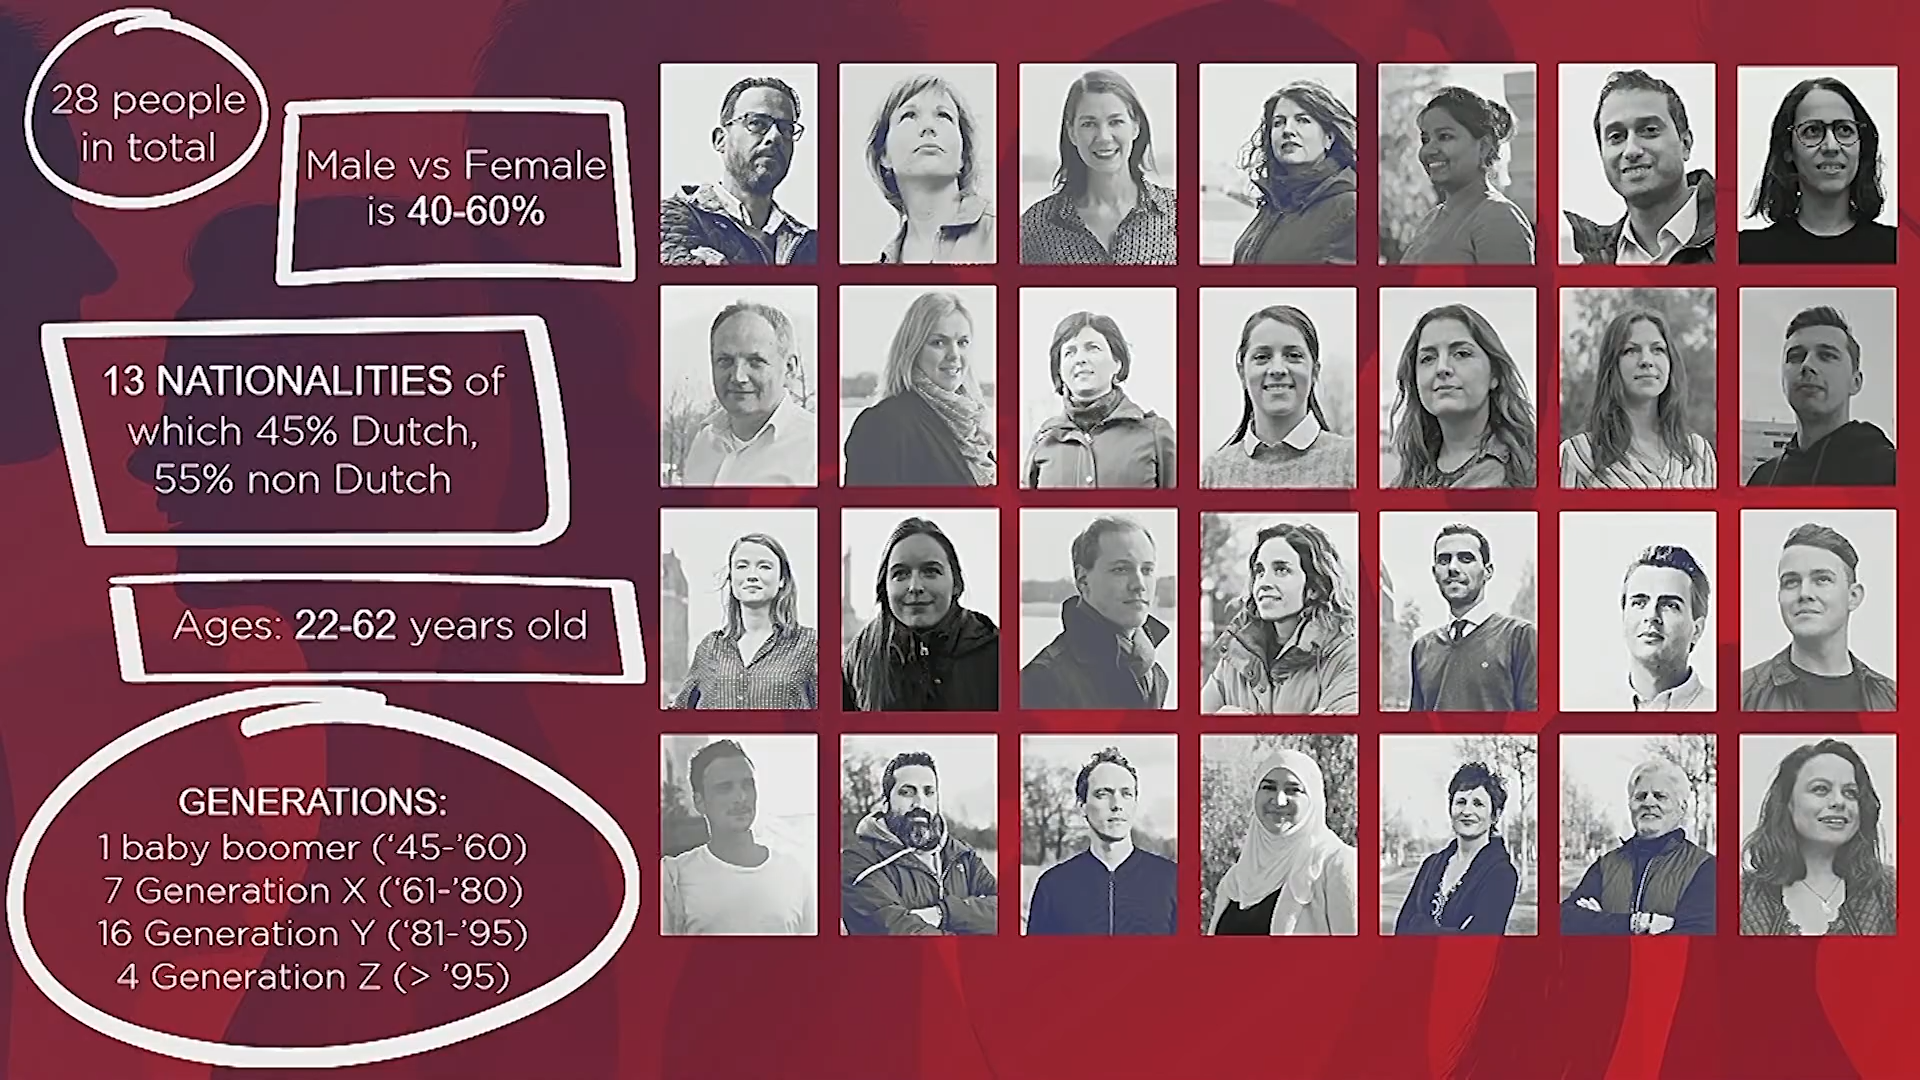 28 people
in total
Male vs Female
is 40-60%
13 NATIONALITIES of
which 45% Dutch,
55% non Dutch
Ages: 22-62 years old
GENERATIONS:
1 baby boomer (‘45-’60)
7 Generation X (‘61-’80)
16 Generation Y (‘81-’95)
4 Generation Z (> ’95)